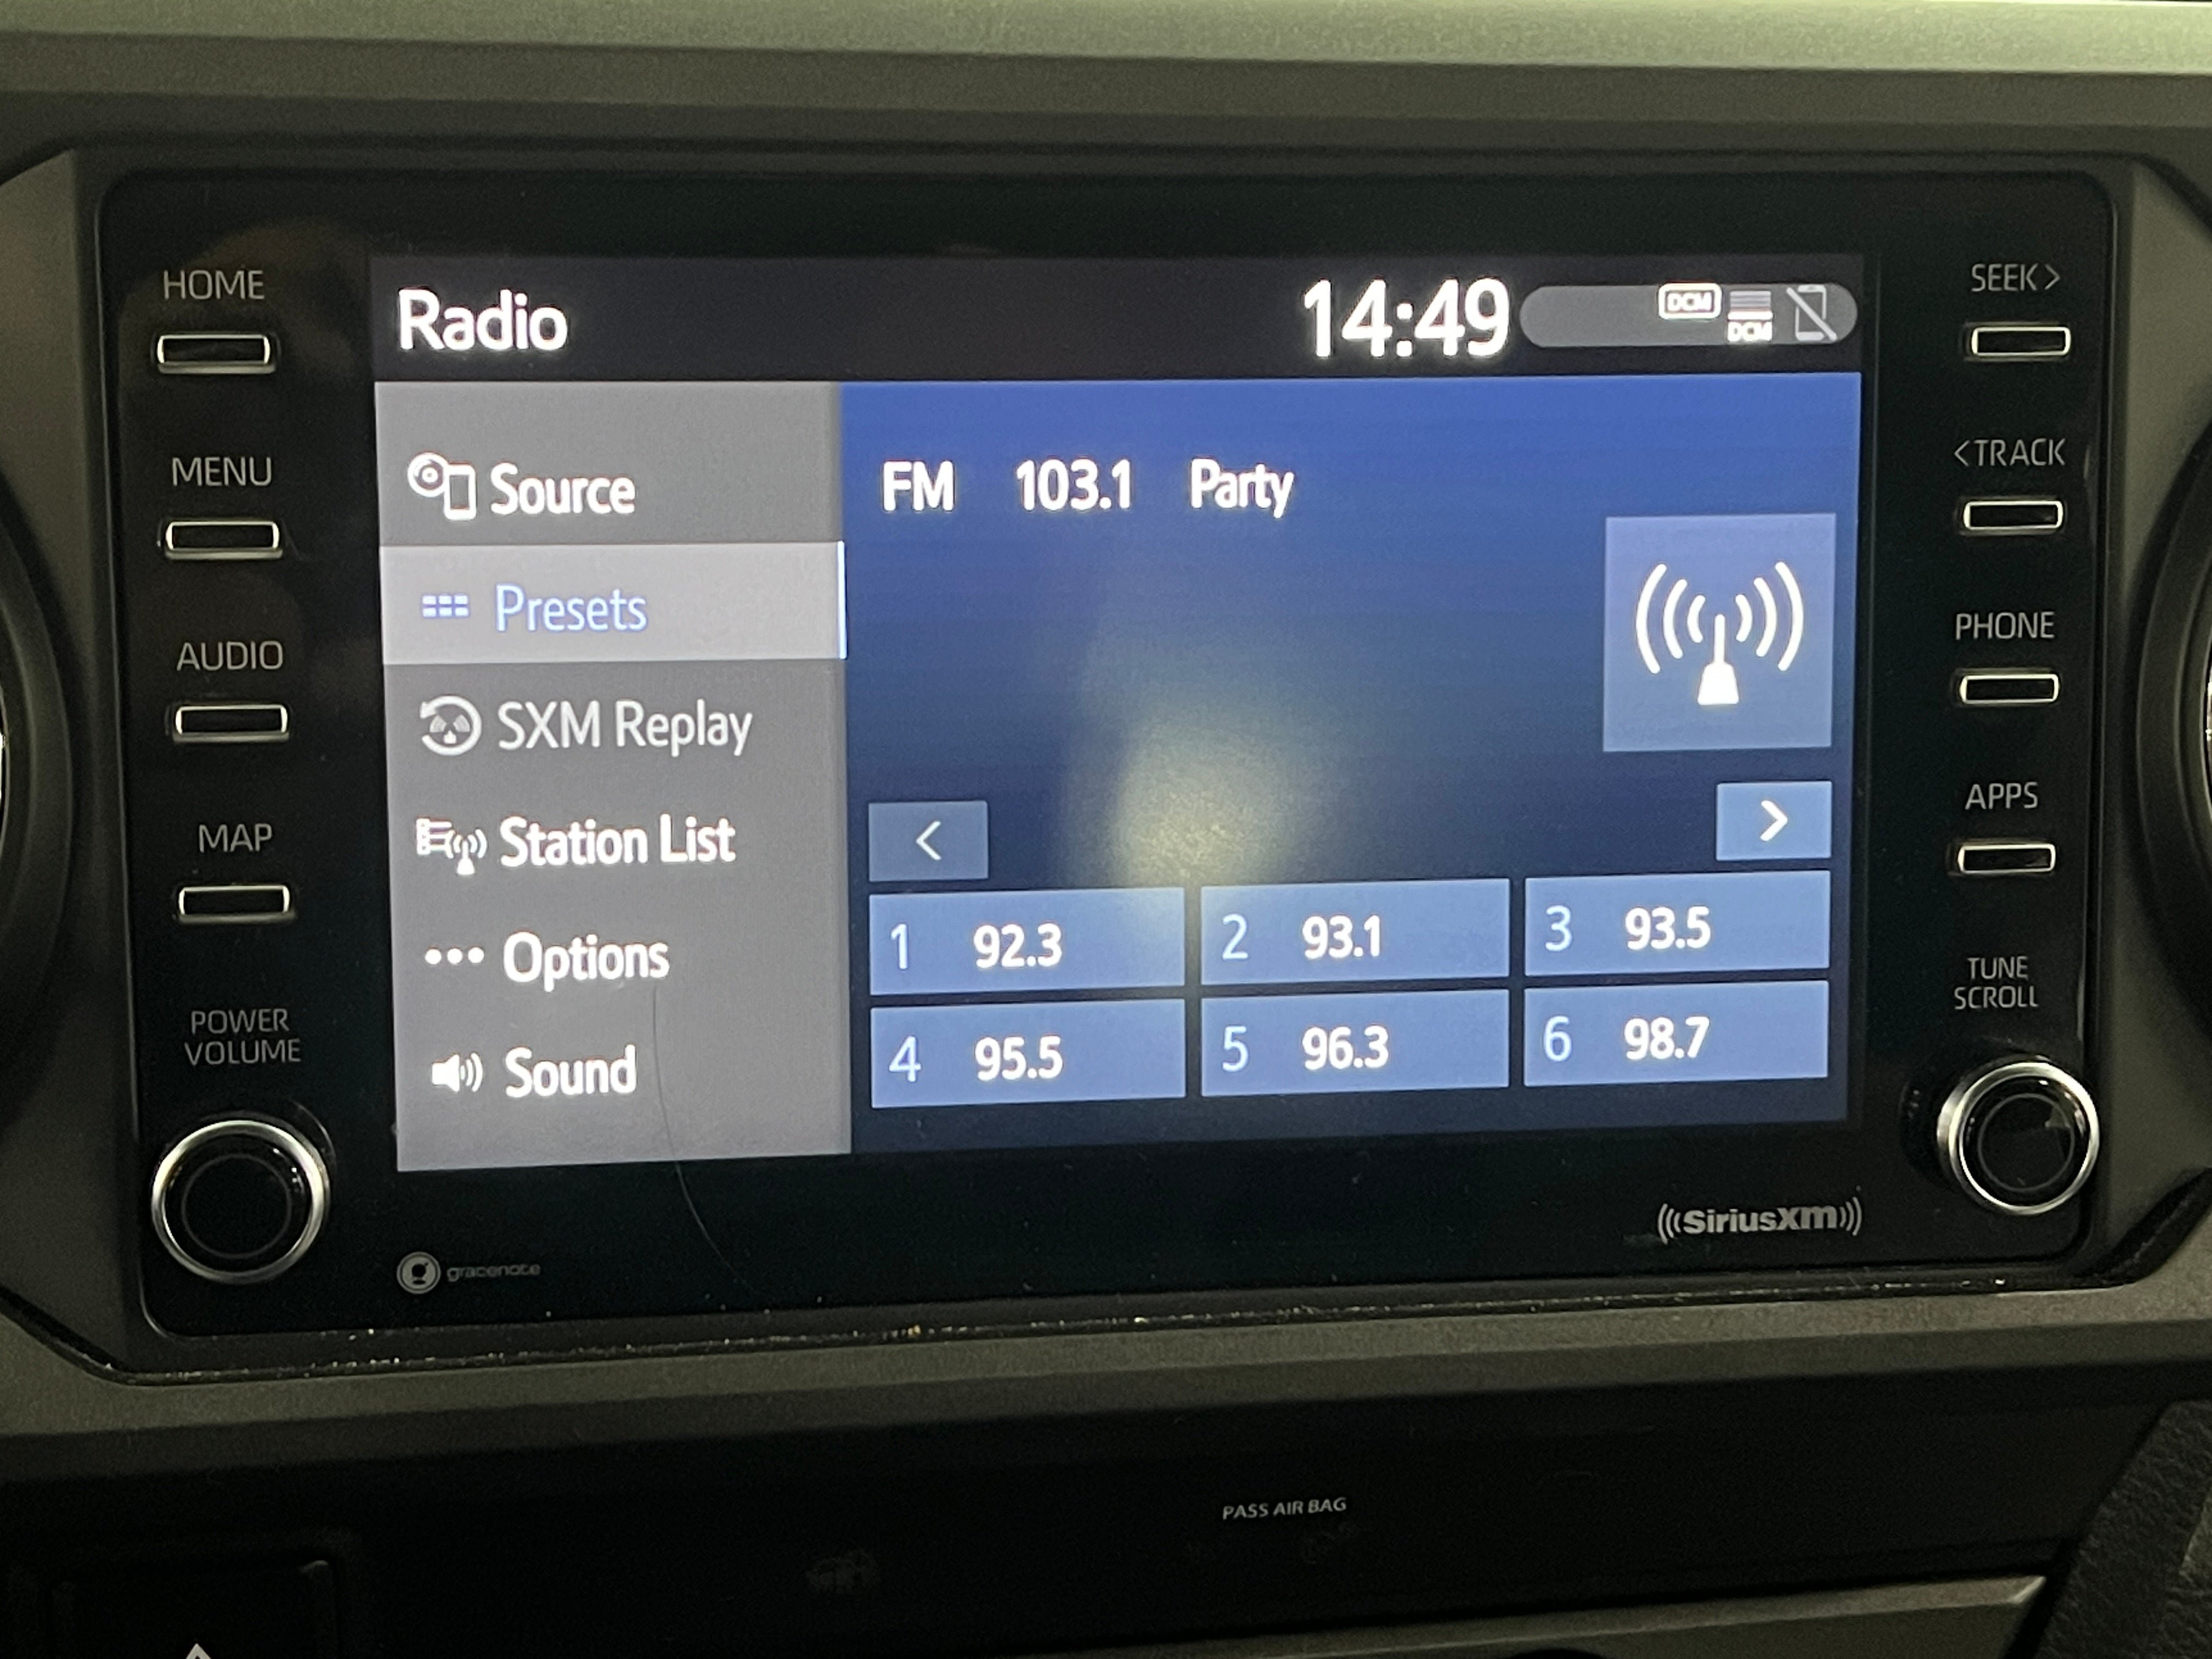 HOME
MENU
AUDIO
MAP
POWER
VOLUME
Radio
14:49
DCM
DCM
Source
Presets
SXM Replay
Station List
Options
Sound
FM 103.1 Party
<
>
1 92.3
2 93.1
3 93.5
4 95.5
5 96.3
6 98.7
SEEK>
<TRACK
PHONE
APPS
TUNE
SCROLL
gracenote
SiriusXm
PASS AIR BAG